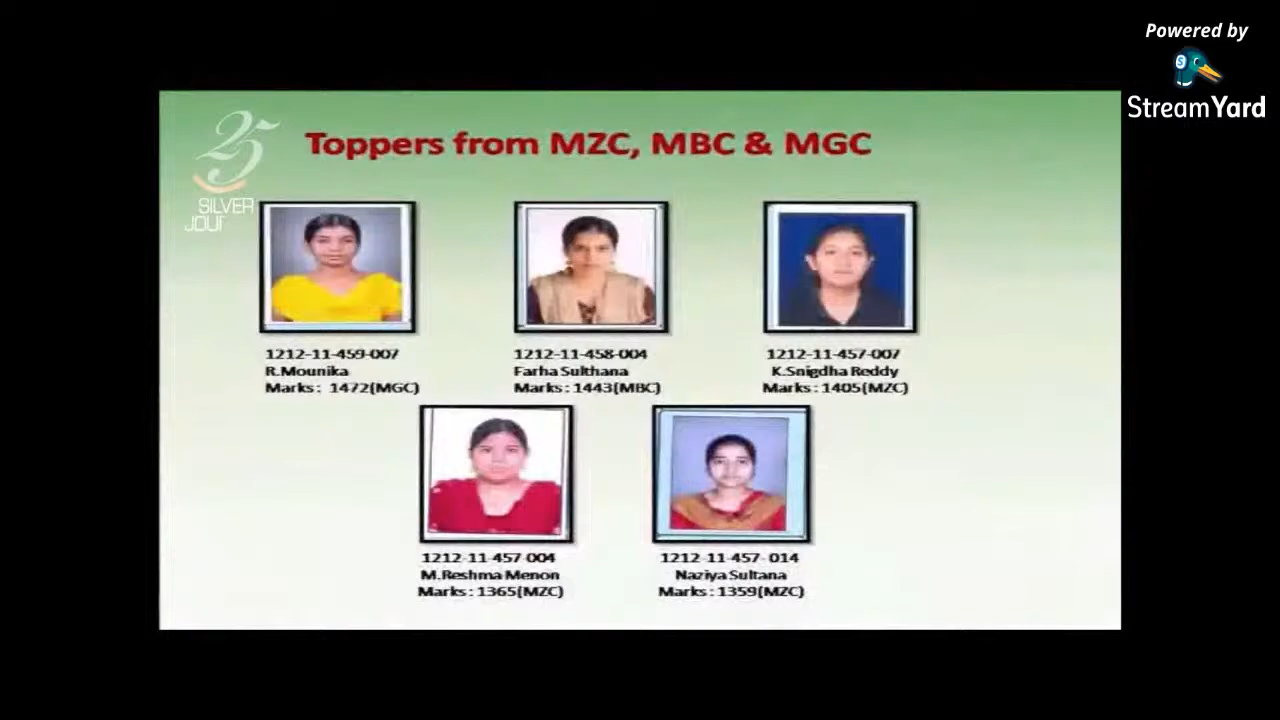 Powered by
StreamYard
25
SILVER
Toppers from MZC, MBC & MGC
1212-11-459-007
R.Mounika
Marks : 1472(MGC)
1212-11-458-004
Farha Sulthana
Marks : 1443(MBC)
1212-11-457-007
K.Snigdha Reddy
Marks : 1405(MZC)
1212-11-457-004
M.Reshma Menon
Marks : 1365(MZC)
1212-11-457-014
Naziya Sultana
Marks : 1359(MZC)